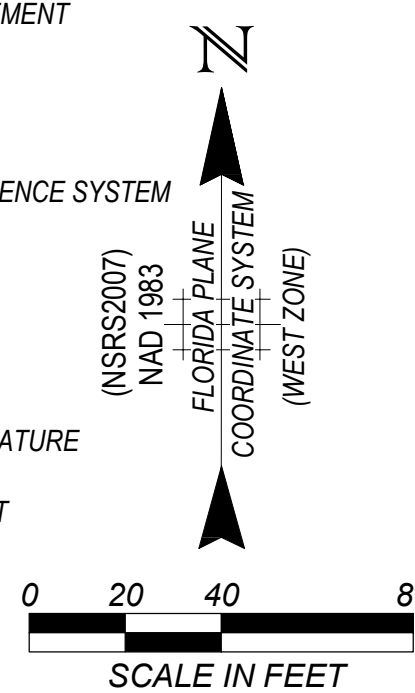 EMENT
N
ENCE SYSTEM
(NSRS2007)
NAD 1983
FLORIDA PLANE
COORDINATE SYSTEM
(WEST ZONE)
ATURE
T
0 20 40 8
SCALE IN FEET